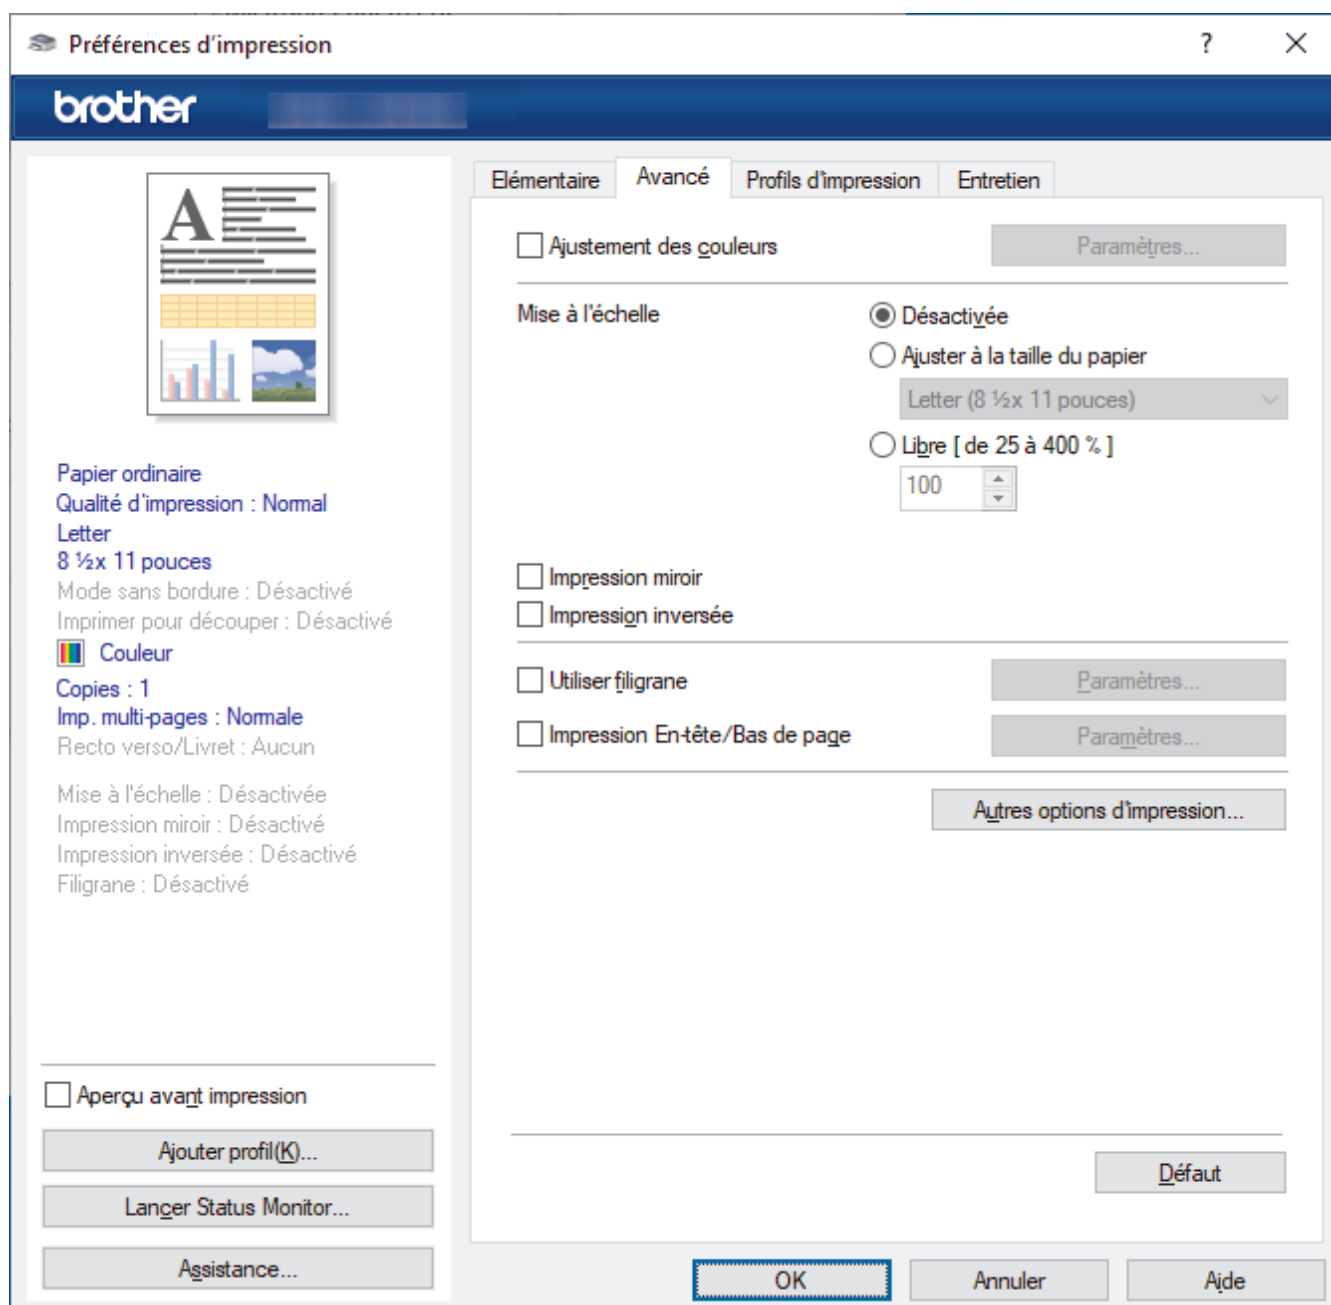 Préférences d'impression
?
brother
A
Papier ordinaire
Qualité d'impression : Normal
Letter
8 ½x 11 pouces
Mode sans bordure : Désactivé
Imprimer pour découper : Désactivé
Couleur
Copies : 1
Imp. multi-pages : Normale
Recto verso/Livret : Aucun
Mise à l'échelle : Désactivée
Impression miroir : Désactivé
Impression inversée : Désactivé
Filigrane : Désactivé
Aperçu avant impression
Ajouter profil(K)...
Lancer Status Monitor...
Assistance...
Elémentaire
Avancé
Profils d'impression
Entretien
Ajustement des couleurs
Paramètres...
Mise à l'échelle
Désactivée
Ajuster à la taille du papier
Letter (8 ½x 11 pouces)
Libre [ de 25 à 400 % ]
100
Impression miroir
Impression inversée
Utiliser filigrane
Paramètres...
Impression En-tête/Bas de page
Paramètres...
Autres options d'impression...
Défaut
OK
Annuler
Aide